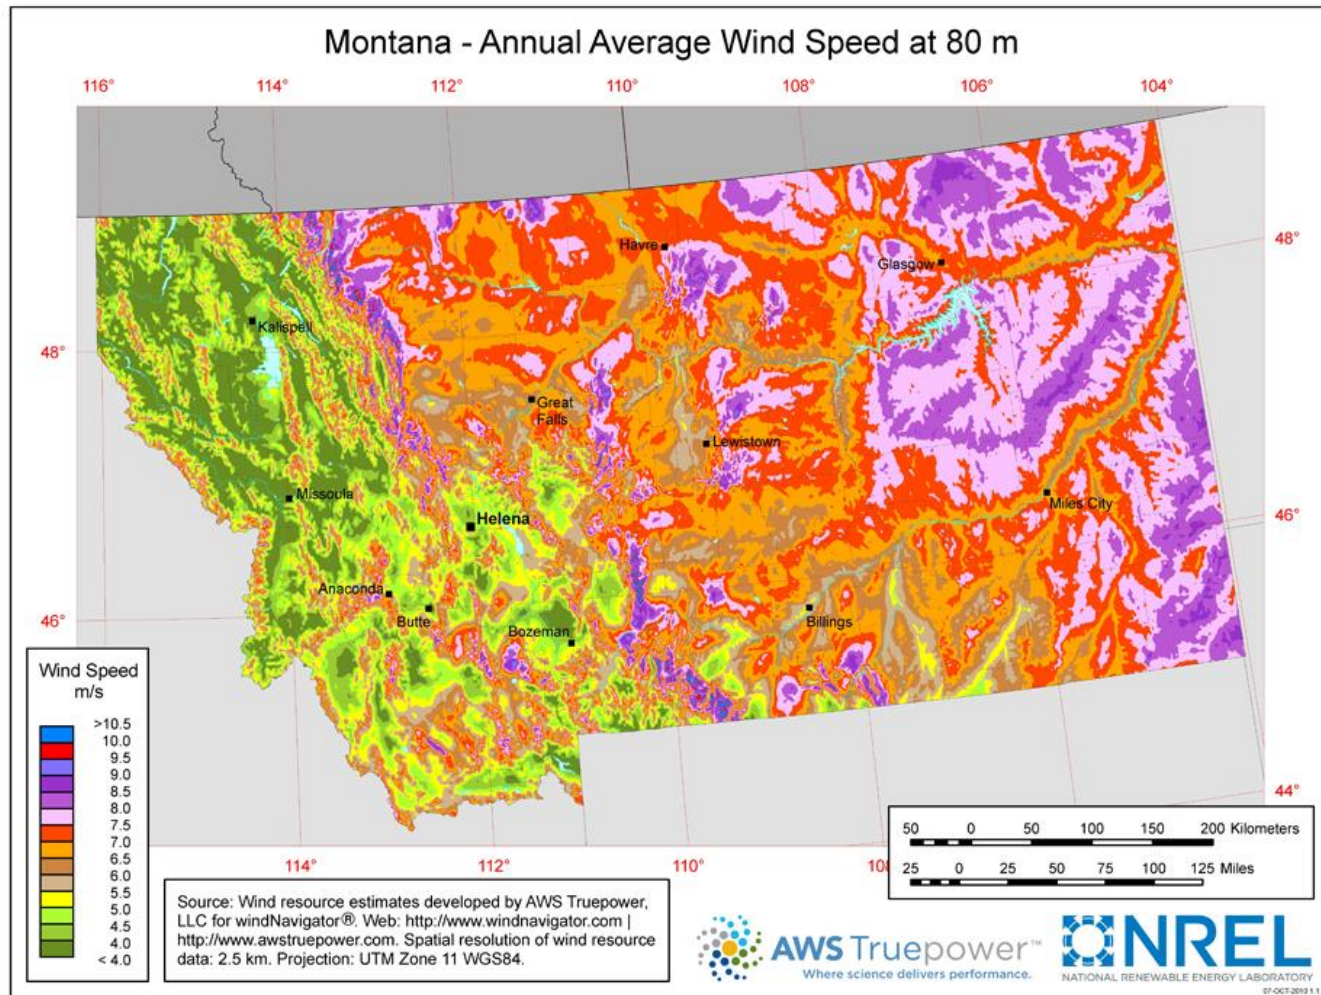 Montana - Annual Average Wind Speed at 80 m
116° 114° 112° 110° 108° 106° 104°
Havre
Glasgow
48°
Kalispell
48°
Great
Falls
Lewistown
Missoula
Helena
Miles City
46°
Anaconda
Butte
Bozeman
Billings
46°
Wind Speed
m/s
>10.5
10.0
9.5
9.0
8.5
8.0
7.5
7.0
6.5
6.0
5.5
5.0
4.5
4.0
< 4.0
44°
114° 112° 110° 108
50 0 50 100 150 200 Kilometers
25 0 25 50 75 100 125 Miles
Source: Wind resource estimates developed by AWS Truepower,
LLC for windNavigator®. Web: http://www.windnavigator.com |
http://www.awstruepower.com. Spatial resolution of wind resource
data: 2.5 km. Projection: UTM Zone 11 WGS84.
AWS Truepower™
Where science delivers performance.
NREL
NATIONAL RENEWABLE ENERGY LABORATORY